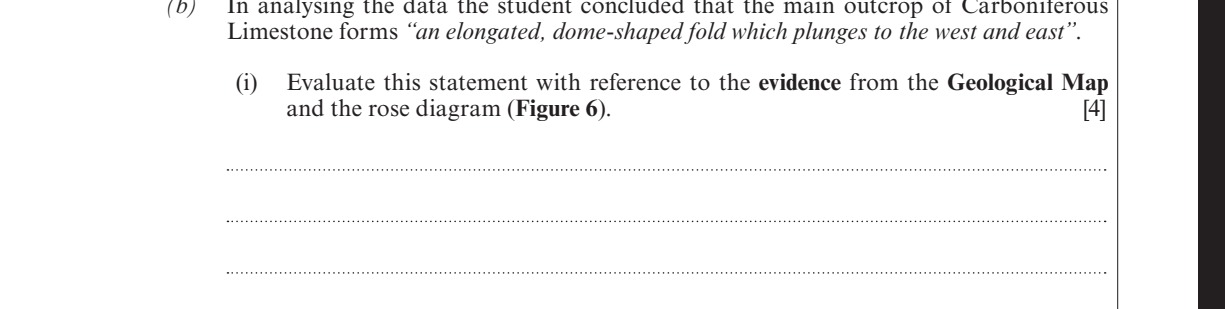 (b) In analysing the data the student concluded that the main outcrop of Carboniferous
Limestone forms “an elongated, dome-shaped fold which plunges to the west and east”.
(i) Evaluate this statement with reference to the evidence from the Geological Map
and the rose diagram (Figure 6). [4]